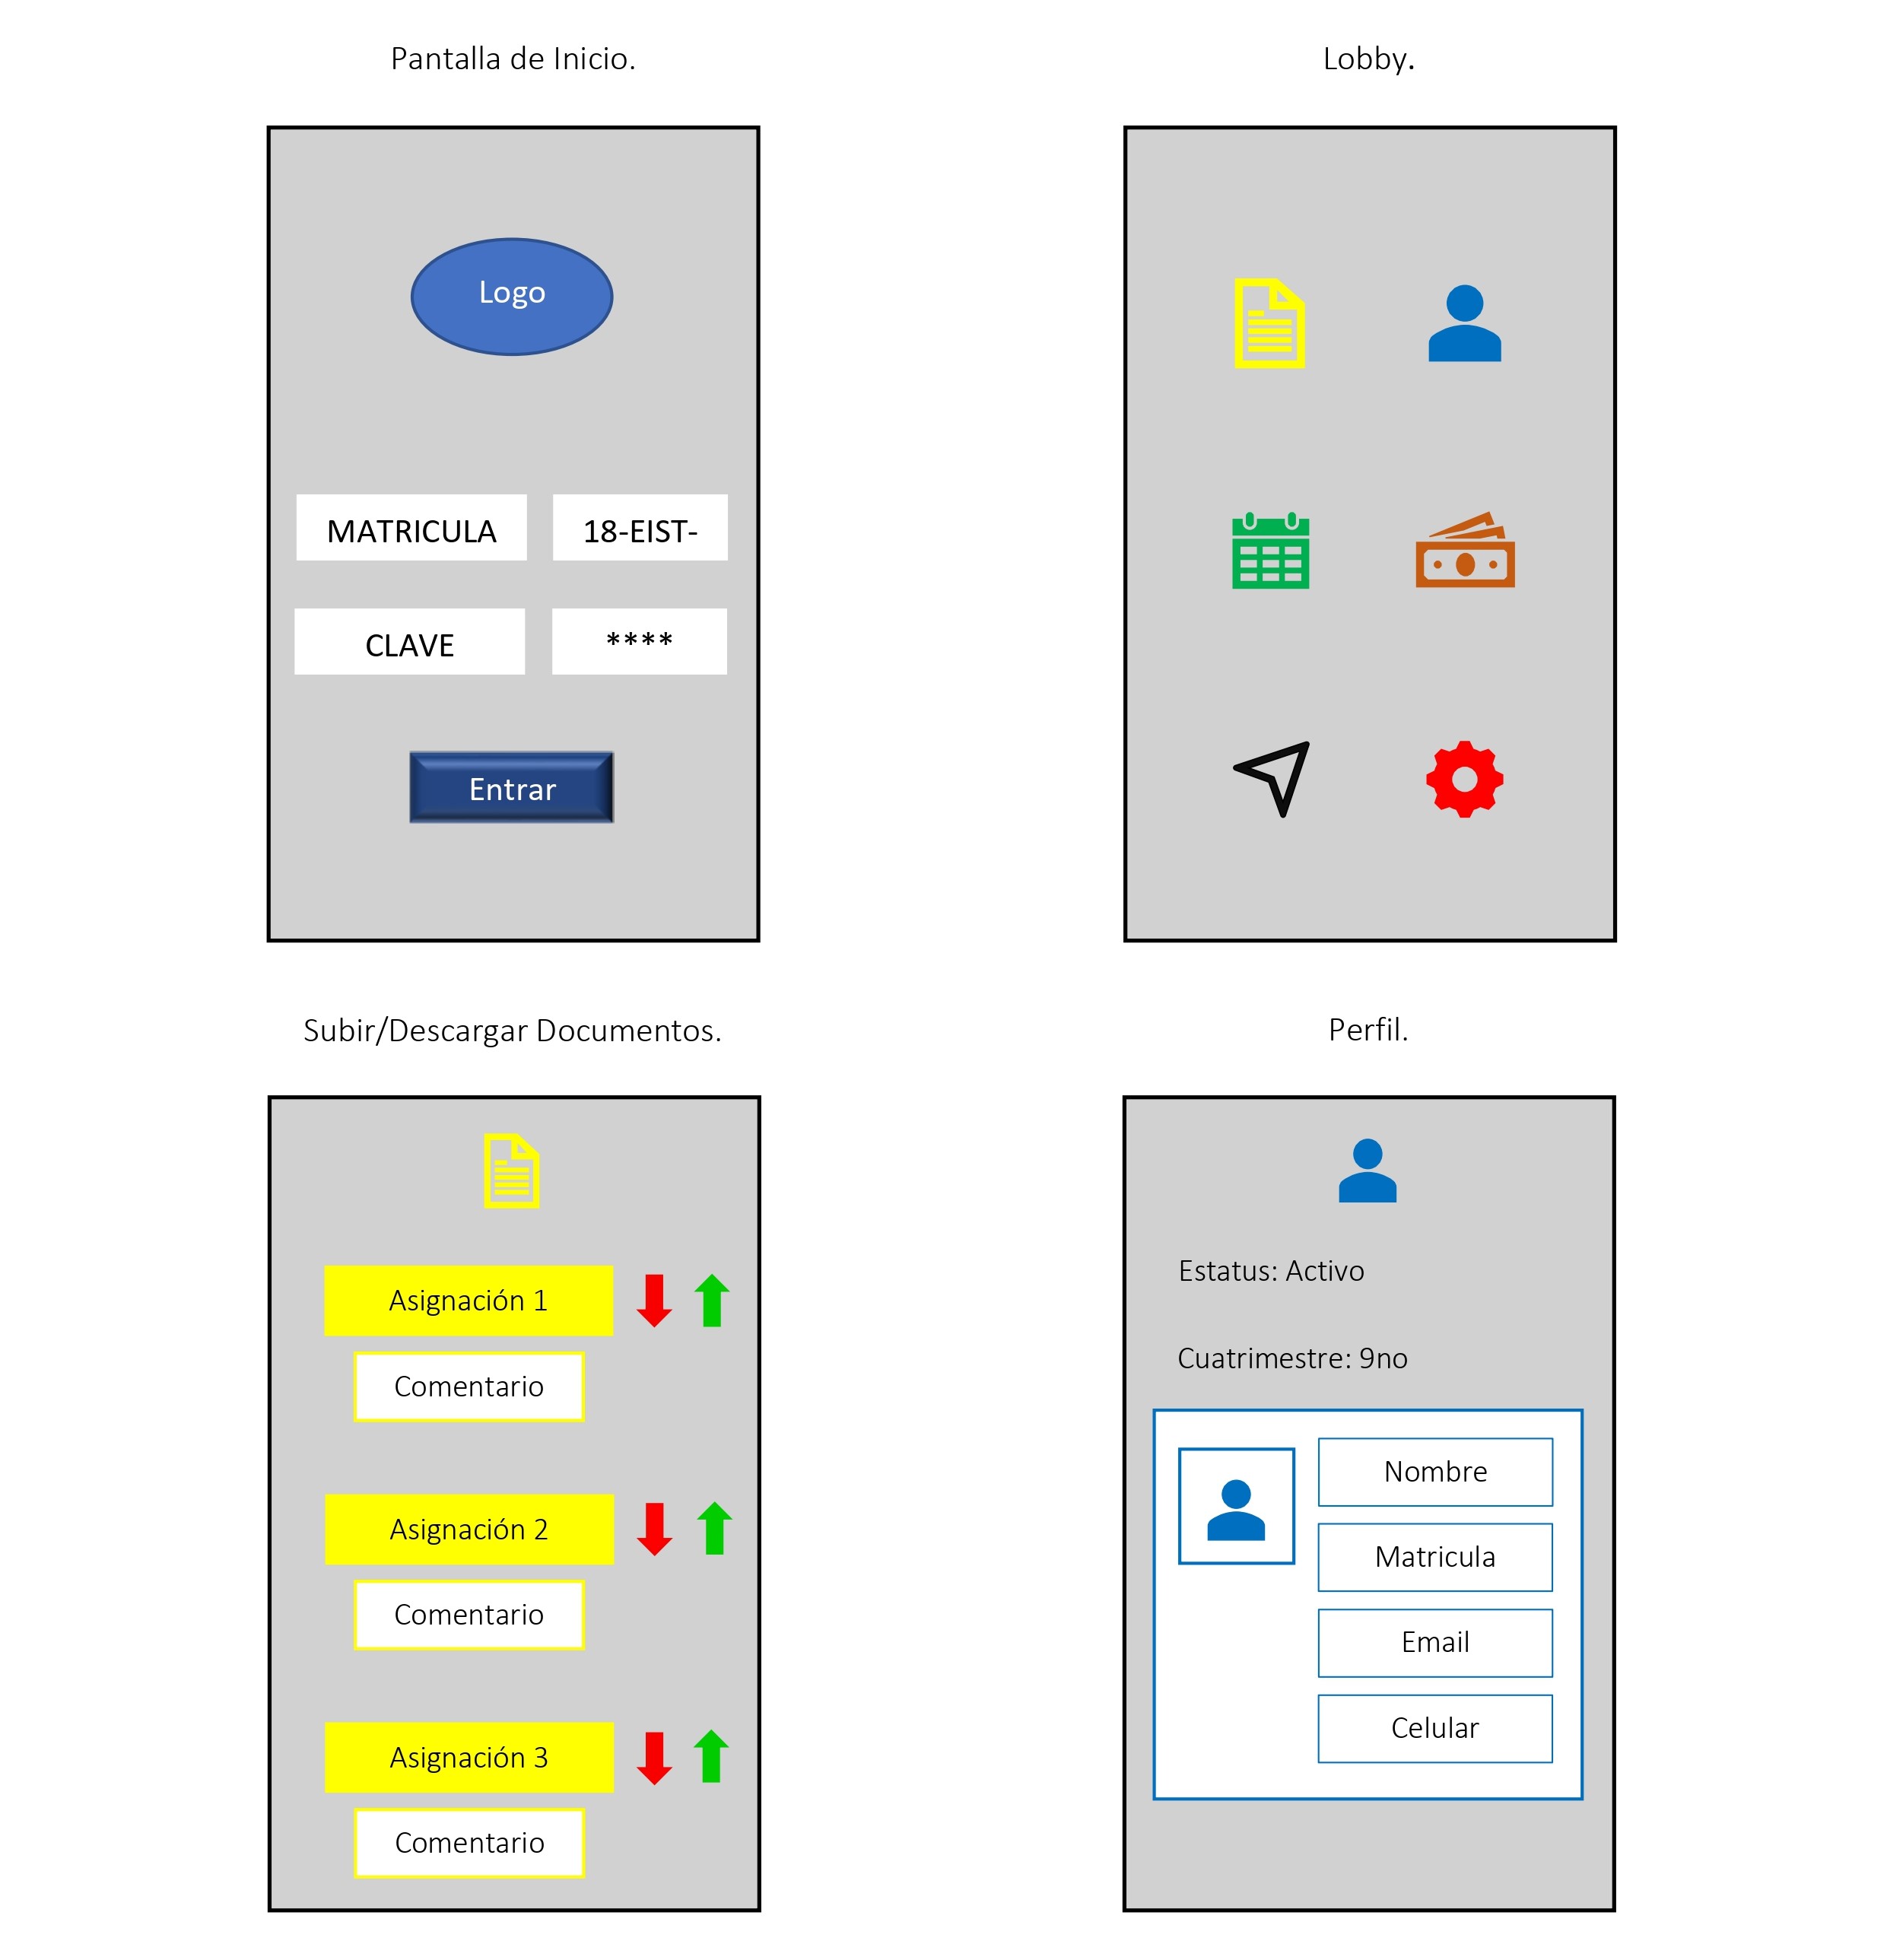 Pantalla de Inicio.
Logo
MATRICULA
18-EIST-
CLAVE
****
Entrar
Lobby.
Subir/Descargar Documentos.
Asignación 1
Comentario
Asignación 2
Comentario
Asignación 3
Comentario
Perfil.
Estatus: Activo
Cuatrimestre: 9no
Nombre
Matricula
Email
Celular